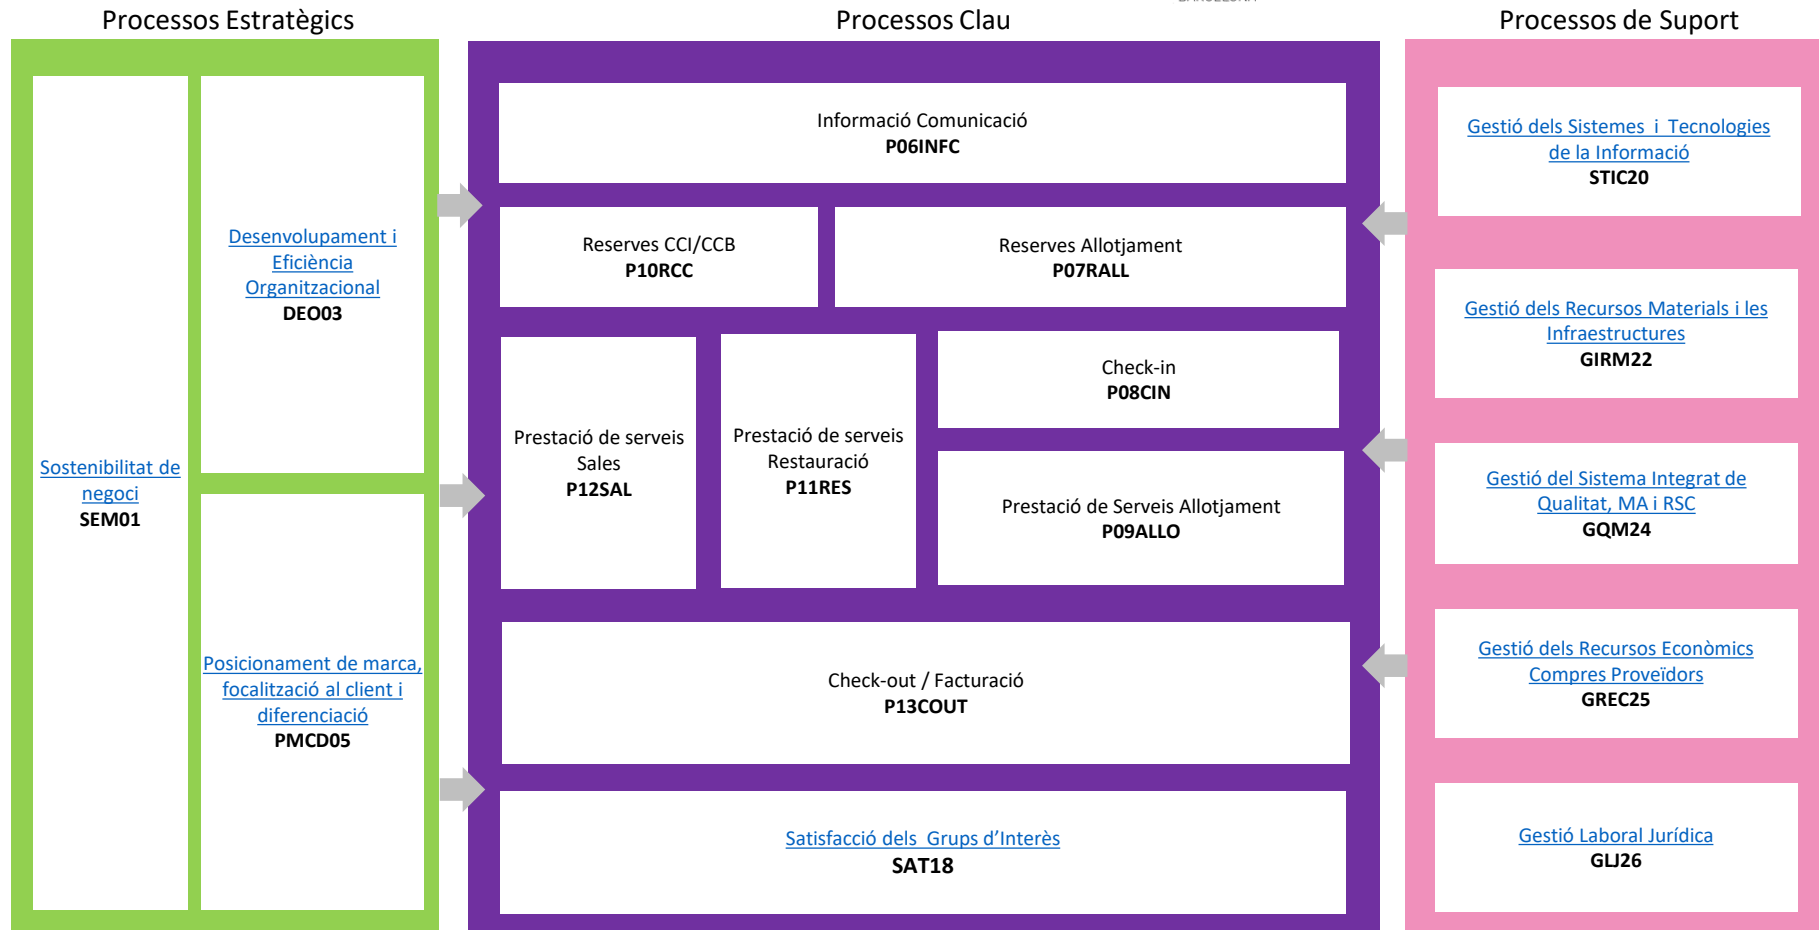 Processos Estratègics
Sostenibilitat de
negoci
SEM01
Desenvolupament i
Eficiència
Organitzacional
DEO03
Posicionament de marca,
focalització al client i
diferenciació
PMCD05
Processos Clau
Informació Comunicació
P06INFC
Reserves CCI/CCB
P10RCC
Reserves Allotjament
P07RALL
Prestació de serveis
Sales
P12SAL
Prestació de serveis
Restauració
P11RES
Check-in
P08CIN
Prestació de Serveis Allotjament
P09ALLO
Check-out / Facturació
P13COUT
Satisfacció dels Grups d’Interès
SAT18
Processos de Suport
Gestió dels Sistemes i Tecnologies
de la Informació
STIC20
Gestió dels Recursos Materials i les
Infraestructures
GIRM22
Gestió del Sistema Integrat de
Qualitat, MA i RSC
GQM24
Gestió dels Recursos Econòmics
Compres Proveïdors
GREC25
Gestió Laboral Jurídica
GLJ26